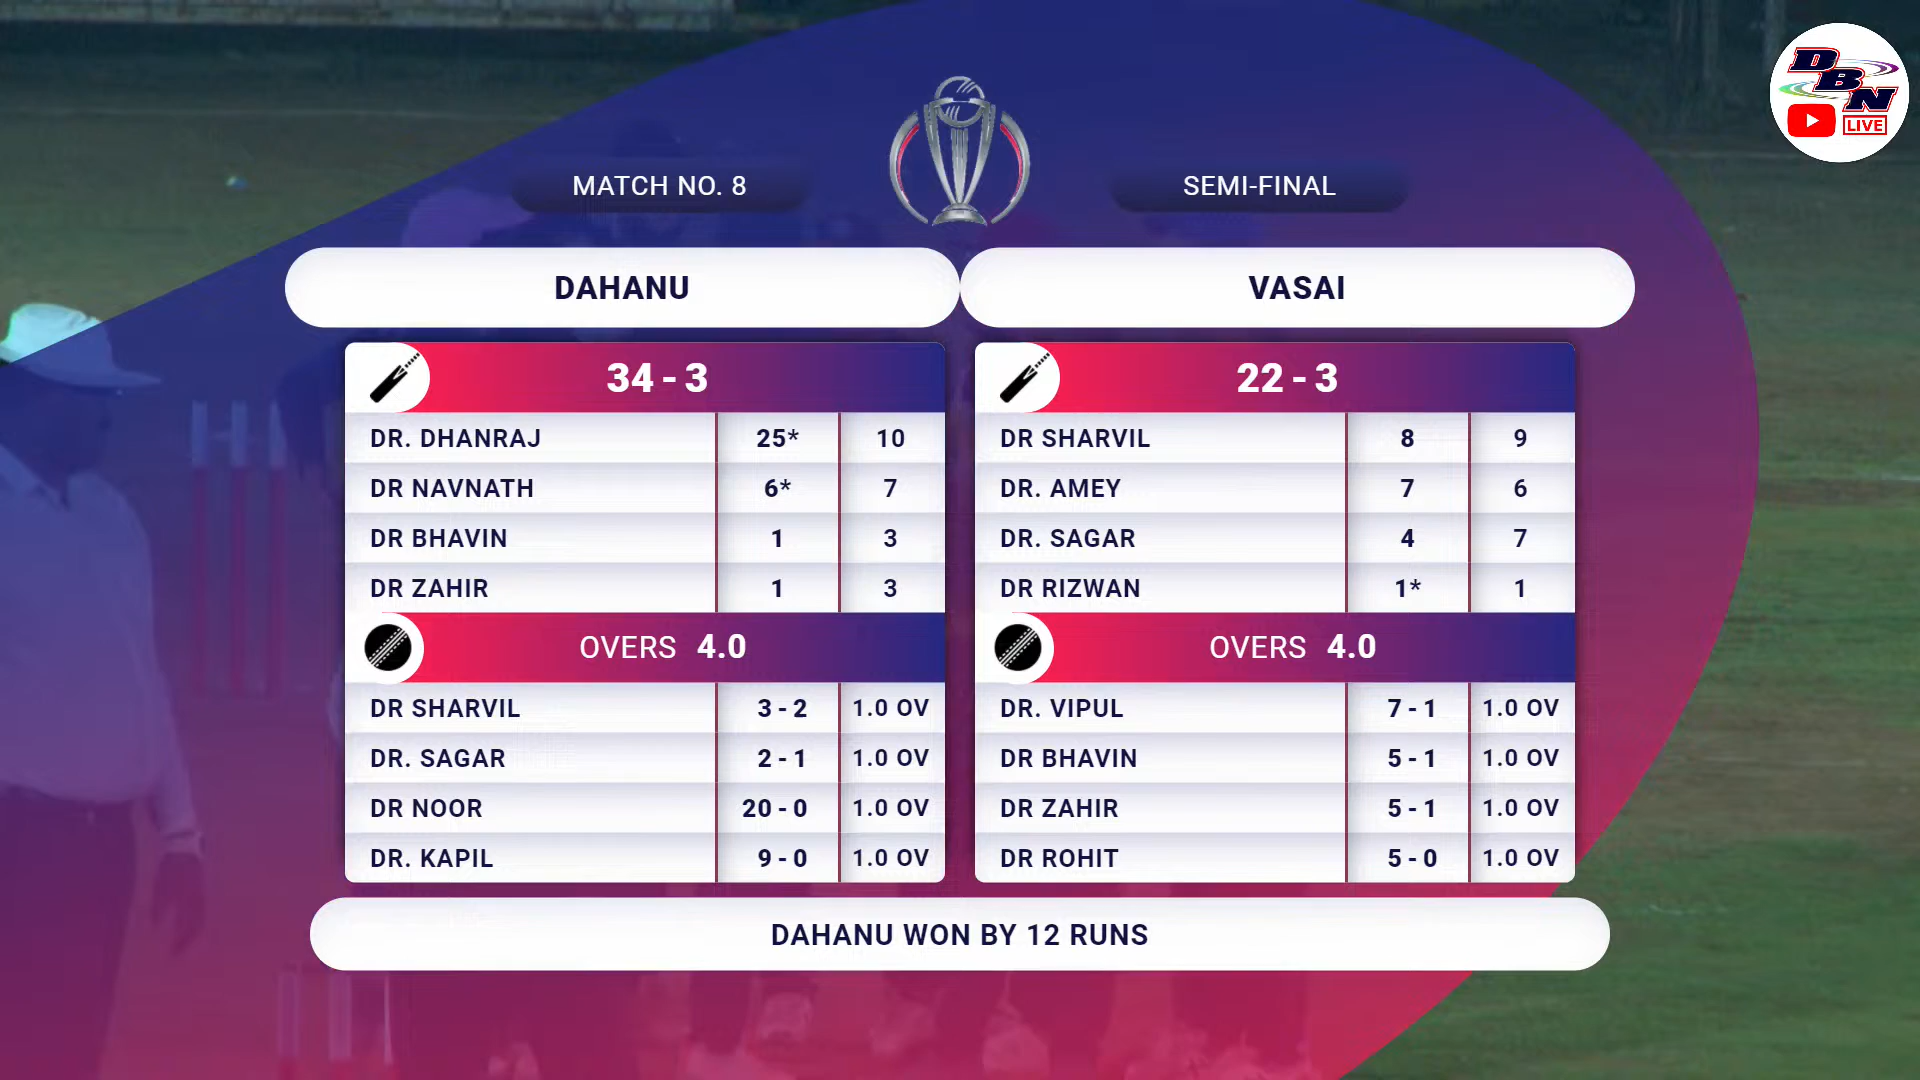 DBN
LIVE
MATCH NO. 8
SEMI-FINAL
DAHANU
VASAI
34 - 3
DR. DHANRAJ 25* 10
DR NAVNATH 6* 7
DR BHAVIN 1 3
DR ZAHIR 1 3
OVERS 4.0
DR SHARVIL 3 - 2 1.0 OV
DR. SAGAR 2 - 1 1.0 OV
DR NOOR 20 - 0 1.0 OV
DR. KAPIL 9 - 0 1.0 OV
22 - 3
DR SHARVIL 8 9
DR. AMEY 7 6
DR. SAGAR 4 7
DR RIZWAN 1* 1
OVERS 4.0
DR. VIPUL 7 - 1 1.0 OV
DR BHAVIN 5 - 1 1.0 OV
DR ZAHIR 5 - 1 1.0 OV
DR ROHIT 5 - 0 1.0 OV
DAHANU WON BY 12 RUNS